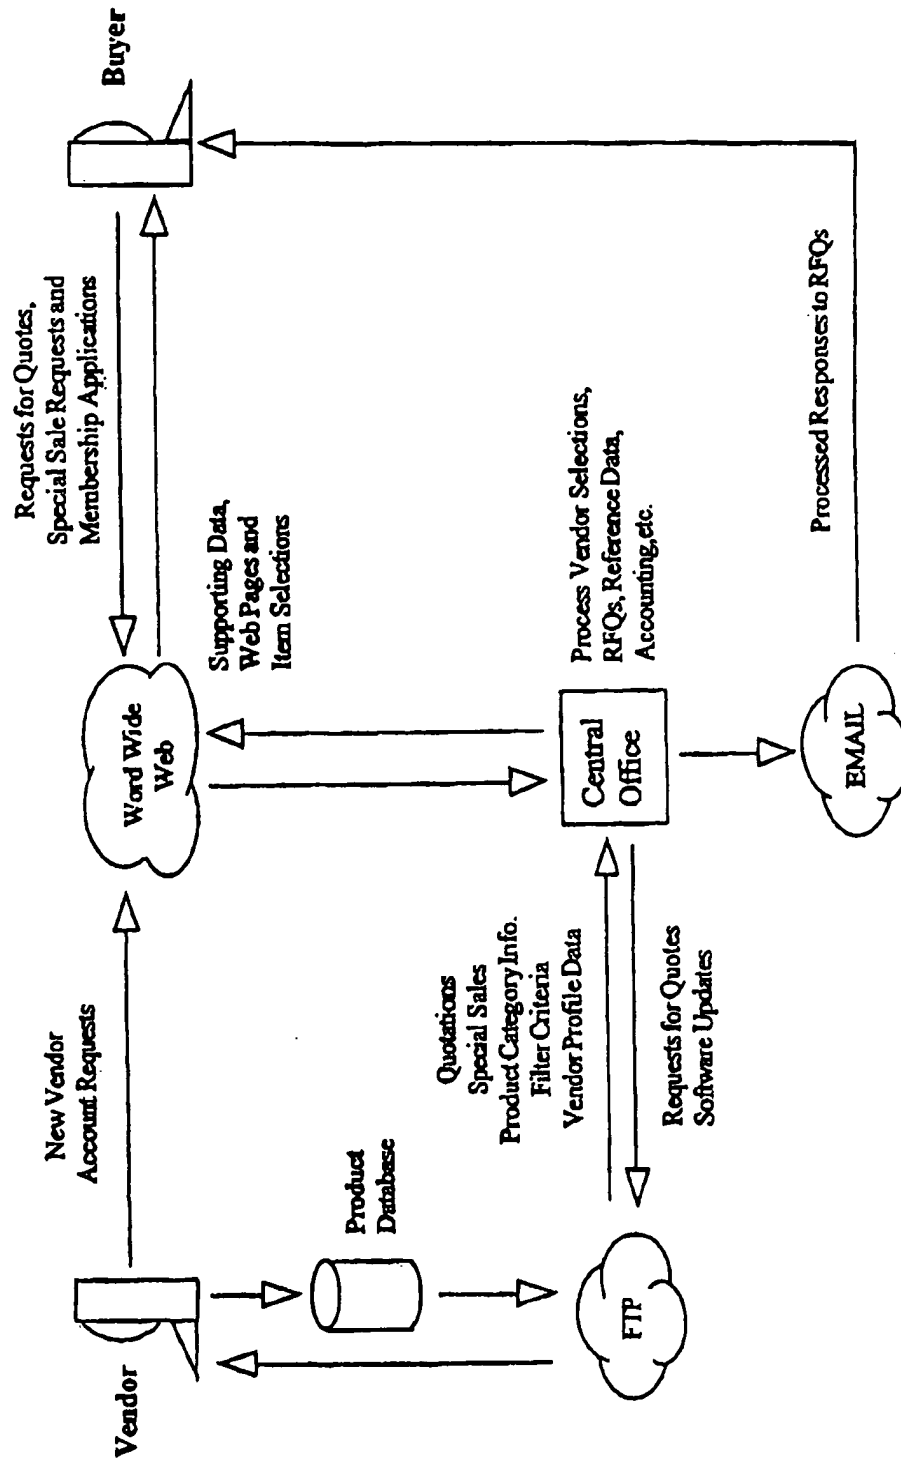 Vendor
New Vendor
Account Requests
Word Wide
Web
Requests for Quotes,
Special Sale Requests and
Membership Applications
Buyer
Supporting Data,
Web Pages and
Item Selections
Product
Database
Quotations
Special Sales
Product Category Info.
Filter Criteria
Vendor Profile Data
Central
Office
Process Vendor Selections,
RFQs, Reference Data,
Accounting,etc.
FTP
Requests for Quotes
Software Updates
EMAIL
Processed Responses to RFQs